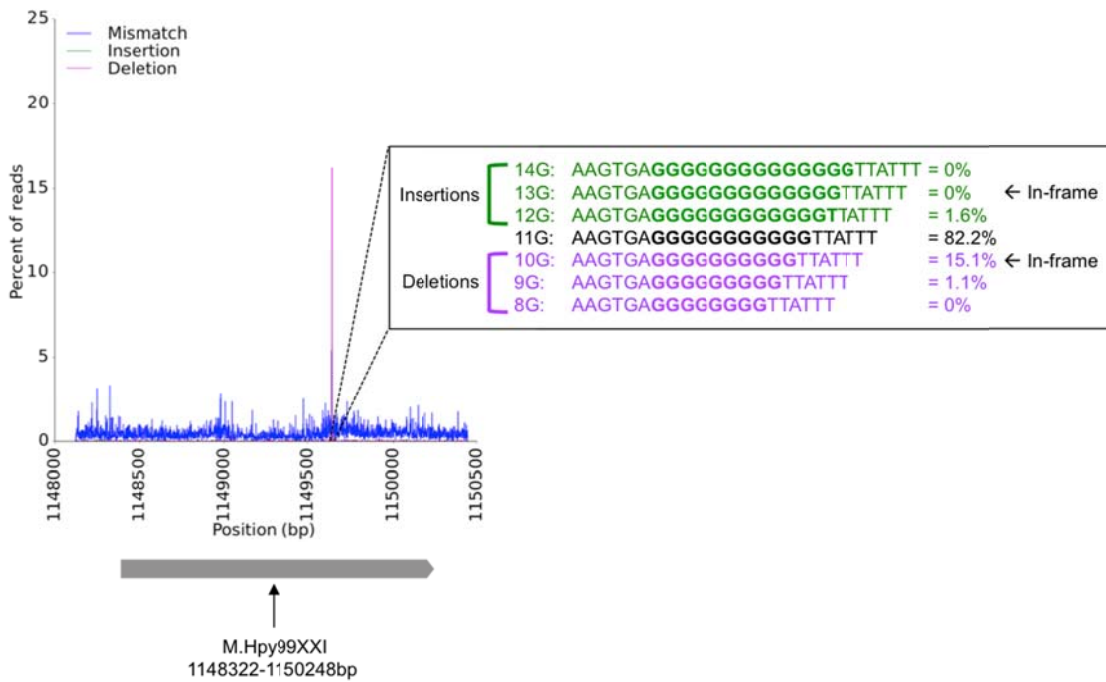 25
20
15
10
5
0
Percent of reads
Mismatch
Insertion
Deletion
1148000
1148500
1149000
1149500
1150000
1150500
Position (bp)
Insertions
14G: AAGTGAGGGGGGGGGGGGGGTTATTT = 0%
13G: AAGTGAGGGGGGGGGGGGGTTATTT = 0% ← In-frame
12G: AAGTGAGGGGGGGGGGGGTTATTT = 1.6%
11G: AAGTGAGGGGGGGGGGGTTATTT = 82.2%
Deletions
10G: AAGTGAGGGGGGGGGGTTATTT = 15.1% ← In-frame
9G: AAGTGAGGGGGGGGGTTATTT = 1.1%
8G: AAGTGAGGGGGGGGTTATTT = 0%
M.Hpy99XXI
1148322-1150248bp